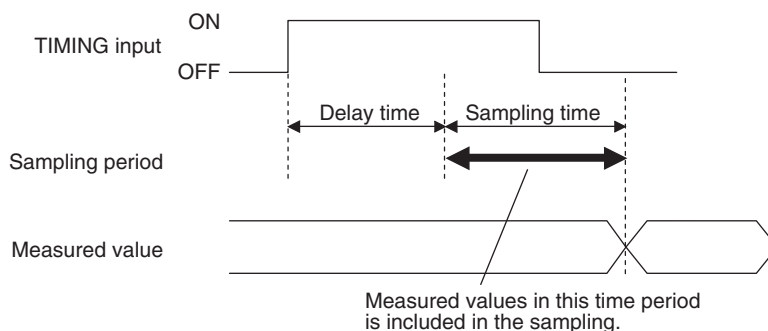 ON
TIMING input
OFF
Delay time
Sampling time
Sampling period
Measured value
Measured values in this time period
is included in the sampling.